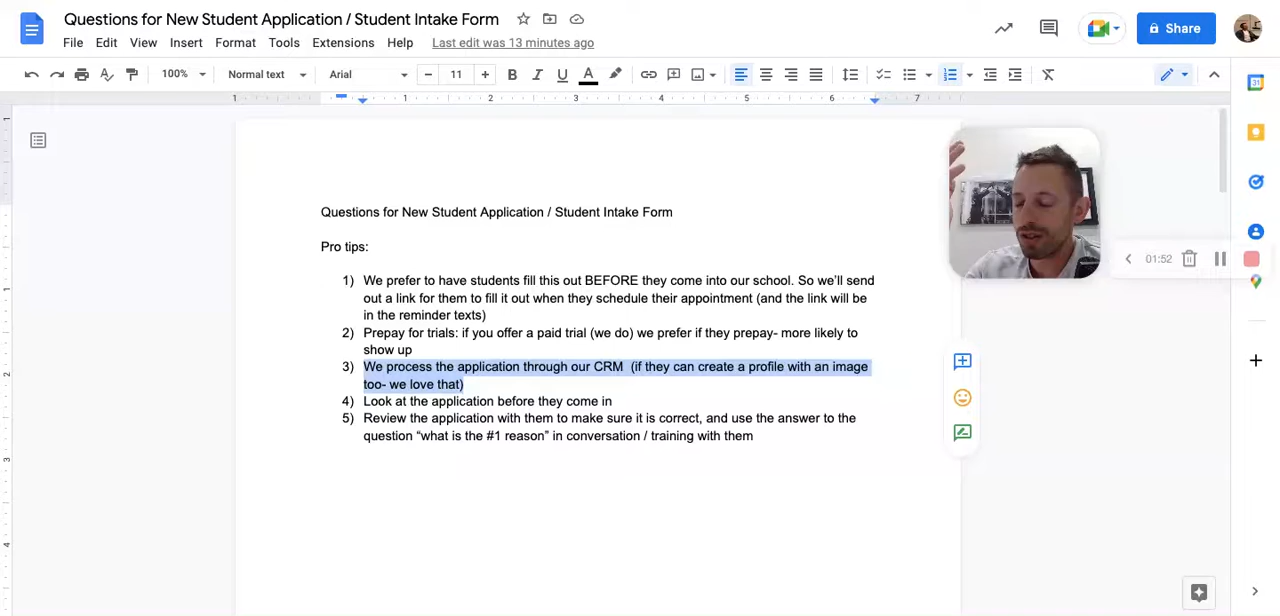 Questions for New Student Application / Student Intake Form
File Edit View Insert Format Tools Extensions Help Last edit was 13 minutes ago
Share
100% Normal text Arial 11 B I U A
1 1 2 3 4 5 6 7
Questions for New Student Application / Student Intake Form
Pro tips:
1) We prefer to have students fill this out BEFORE they come into our school. So we'll send
out a link for them to fill it out when they schedule their appointment (and the link will be
in the reminder texts)
2) Prepay for trials: if you offer a paid trial (we do) we prefer if they prepay- more likely to
show up
3) We process the application through our CRM (if they can create a profile with an image
too- we love that)
4) Look at the application before they come in
5) Review the application with them to make sure it is correct, and use the answer to the
question “what is the #1 reason” in conversation / training with them
01:52